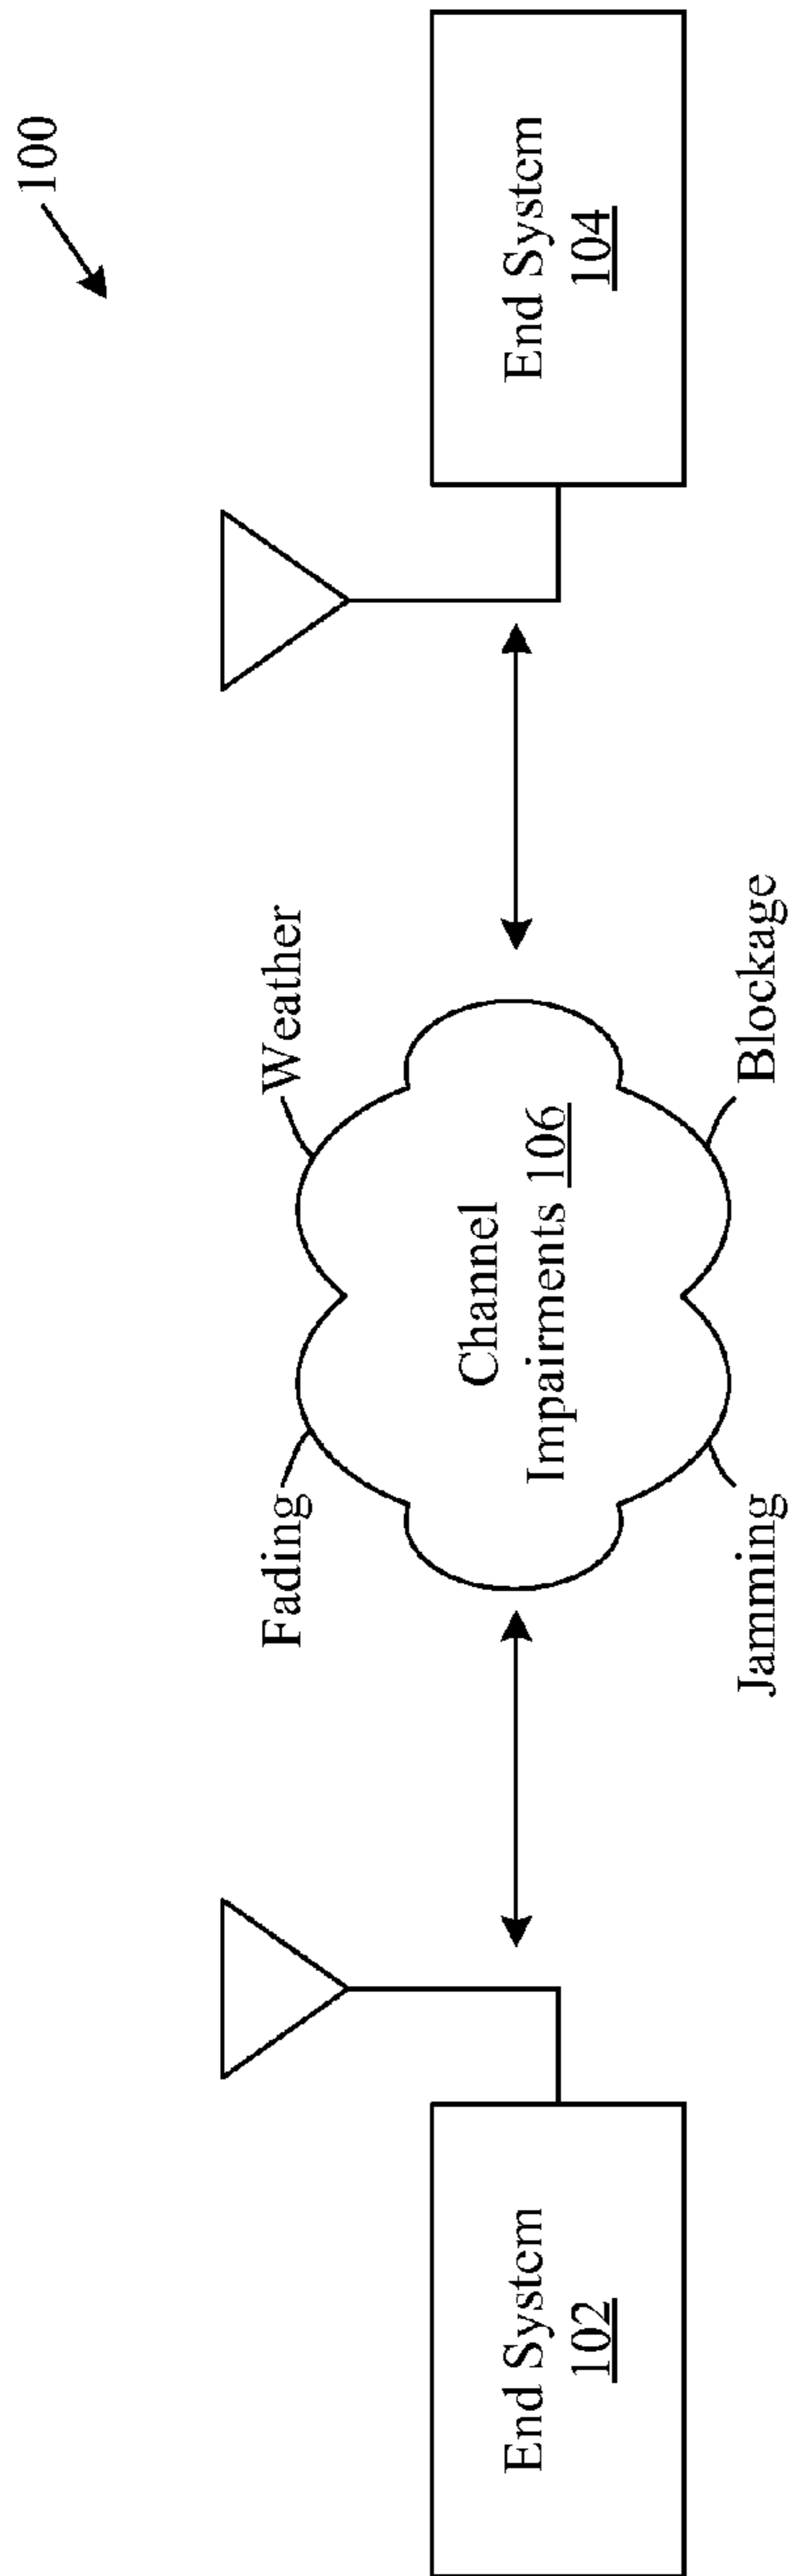 100
Fading
Weather
End System
102
Channel
Impairments 106
End System
104
Jamming
Blockage